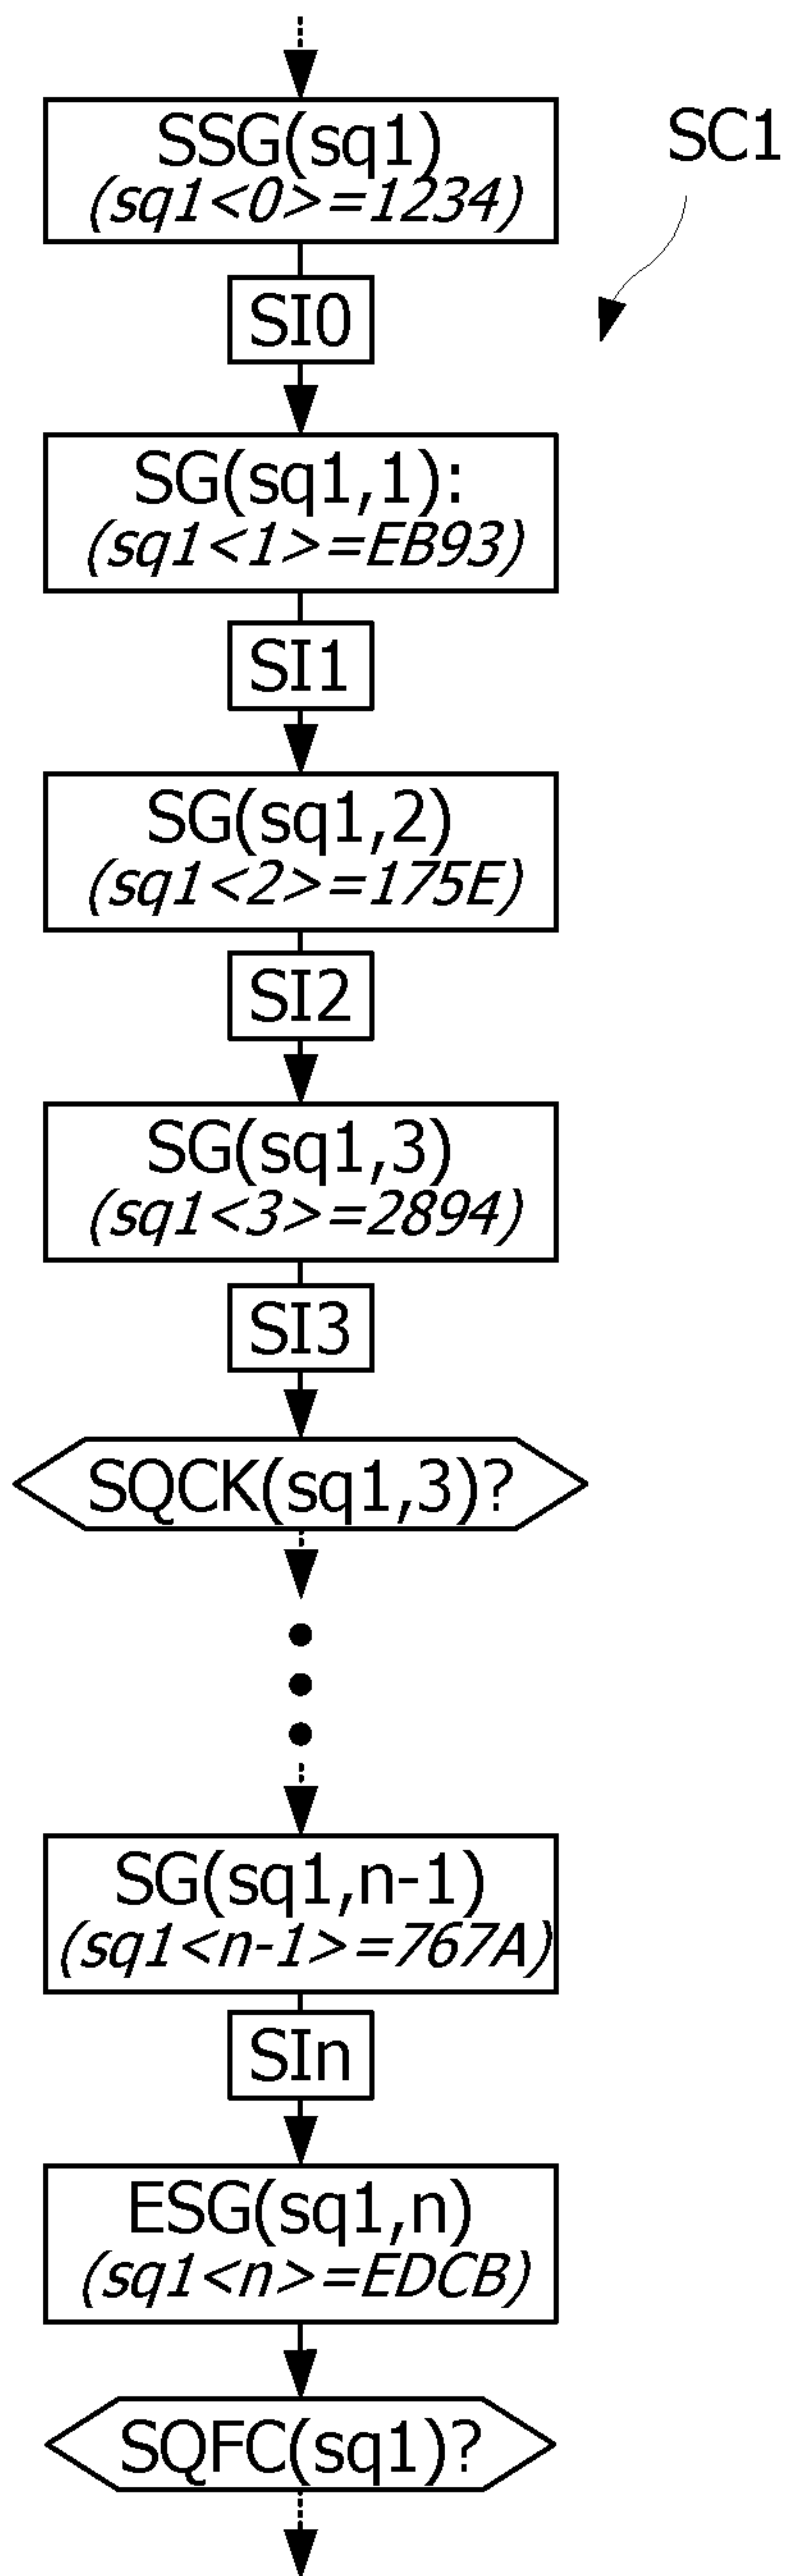 SSG(sq1)
(sq1<0>=1234)
SC1
SI0
SG(sq1,1):
(sq1<1>=EB93)
SI1
SG(sq1,2)
(sq1<2>=175E)
SI2
SG(sq1,3)
(sq1<3>=2894)
SI3
SQCK(sq1,3)?
SG(sq1,n-1)
(sq1<n-1>=767A)
SIn
ESG(sq1,n)
(sq1<n>=EDCB)
SQFC(sq1)?